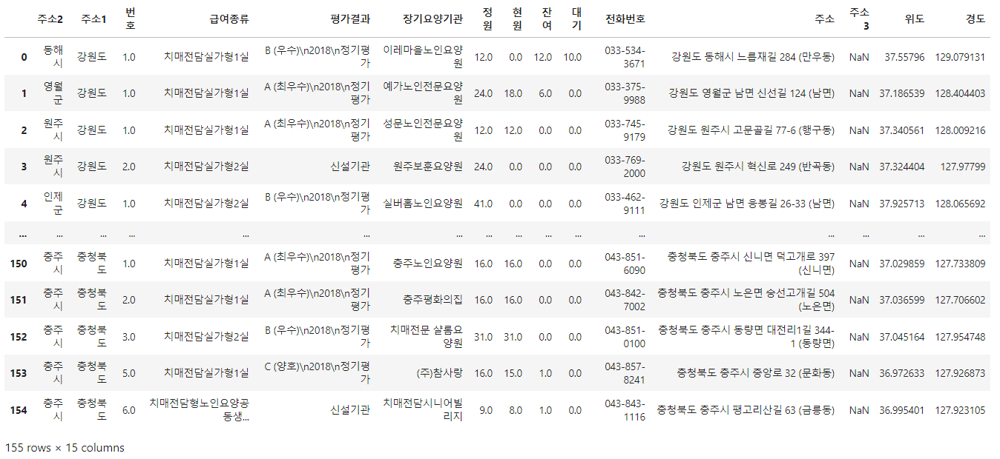 주소2 주소1 번호 급여종류 평가결과 장기요양기관 정원 현원 잔여 대기 전화번호 주소 주소3 위도 경도
0 동해시 강원도 1.0 치매전담실가형1실 B (우수)\n2018\n정기평가 이레마을노인요양원 12.0 0.0 12.0 10.0 033-534-3671 강원도 동해시 느릅재길 284 (만우동) NaN 37.55796 129.079131
1 영월군 강원도 1.0 치매전담실가형1실 A (최우수)\n2018\n정기평가 예가노인전문요양원 24.0 18.0 6.0 0.0 033-375-9988 강원도 영월군 남면 신선길 124 (남면) NaN 37.186539 128.404403
2 원주시 강원도 1.0 치매전담실가형1실 A (최우수)\n2018\n정기평가 성문노인전문요양원 12.0 12.0 0.0 0.0 033-745-9179 강원도 원주시 고문골길 77-6 (행구동) NaN 37.340561 128.009216
3 원주시 강원도 2.0 치매전담실가형2실 신설기관 원주보훈요양원 24.0 0.0 0.0 0.0 033-769-2000 강원도 원주시 혁신로 249 (반곡동) NaN 37.324404 127.97799
4 인제군 강원도 1.0 치매전담실가형2실 B (우수)\n2018\n정기평가 실버홈노인요양원 41.0 0.0 0.0 0.0 033-462-9111 강원도 인제군 남면 응봉길 26-33 (남면) NaN 37.925713 128.065692
... ... ... ... ... ... ... ... ... ... ... ... ... ... ... ...
150 충주시 충청북도 1.0 치매전담실가형1실 A (최우수)\n2018\n정기평가 충주노인요양원 16.0 16.0 0.0 0.0 043-851-6090 충청북도 충주시 신니면 덕고개로 397 (신니면) NaN 37.029859 127.733809
151 충주시 충청북도 2.0 치매전담실가형1실 A (최우수)\n2018\n정기평가 충주평화의집 16.0 16.0 0.0 0.0 043-842-7002 충청북도 충주시 노은면 숭선고개길 504 (노은면) NaN 37.036599 127.706602
152 충주시 충청북도 3.0 치매전담실가형2실 B (우수)\n2018\n정기평가 치매전문 샬롬요양원 31.0 31.0 0.0 0.0 043-851-0100 충청북도 충주시 동량면 대전리1길 344-1 (동량면) NaN 37.045164 127.954748
153 충주시 충청북도 5.0 치매전담실가형1실 C (양호)\n2018\n정기평가 (주)참사랑 16.0 15.0 1.0 0.0 043-857-8241 충청북도 충주시 중앙로 32 (문화동) NaN 36.972633 127.926873
154 충주시 충청북도 6.0 치매전담형노인요양공동생... 신설기관 치매전담시니어빌리지 9.0 8.0 1.0 0.0 043-843-1116 충청북도 충주시 팽고리산길 63 (금릉동) NaN 36.995401 127.923105
155 rows × 15 columns